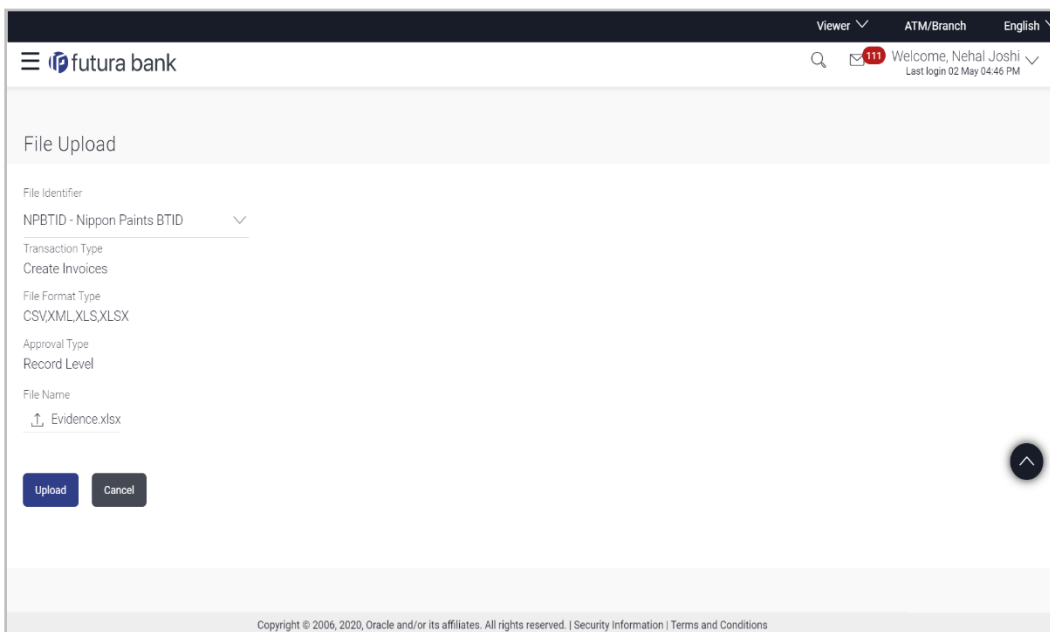 Viewer ATM/Branch English
futura bank
111 Welcome, Nehal Joshi
Last login 02 May 04:46 PM
File Upload
File Identifier
NPBTID - Nippon Paints BTID
Transaction Type
Create Invoices
File Format Type
CSV,XML,XLS,XLSX
Approval Type
Record Level
File Name
Evidence.xlsx
Upload Cancel
Copyright © 2006, 2020, Oracle and/or its affiliates. All rights reserved. | Security Information | Terms and Conditions